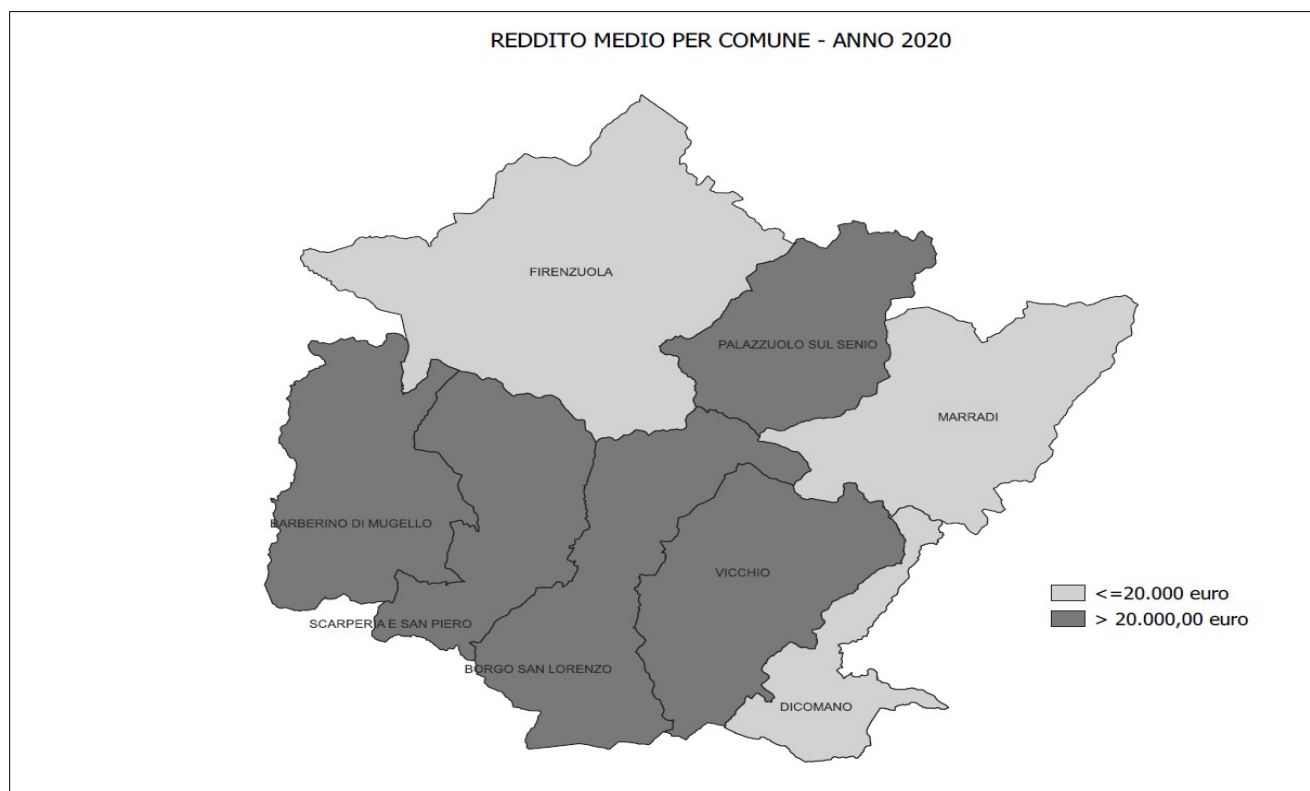 REDDITO MEDIO PER COMUNE - ANNO 2020
FIRENZUOLA
PALAZZUOLO SUL SENIO
MARRADI
BARBERINO DI MUGELLO
VICCHIO
<=20.000 euro
> 20.000,00 euro
SCARPERIA E SAN PIERO
BORGO SAN LORENZO
DICOMANO